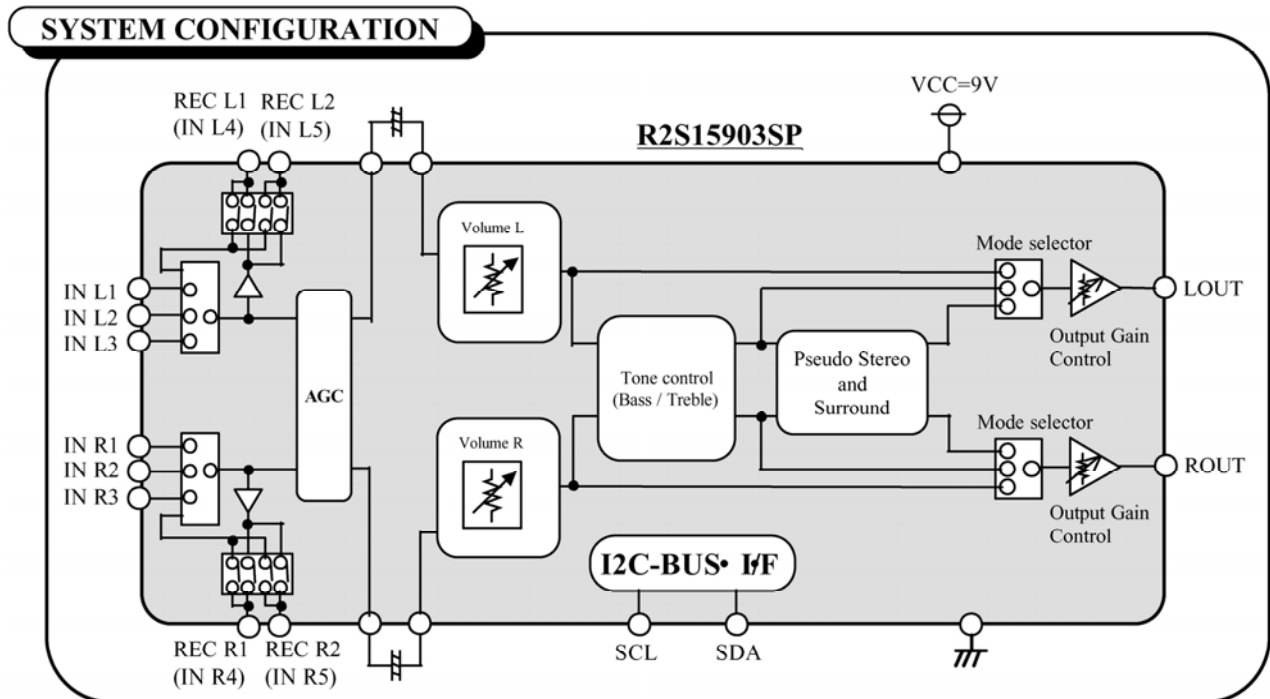 SYSTEM CONFIGURATION
REC L1 REC L2
(IN L4) (IN L5)
VCC=9V
R2S15903SP
Volume L
Mode selector
IN L1
IN L2
IN L3
LOUT
Output Gain
Control
AGC
Tone control
(Bass / Treble)
Pseudo Stereo
and
Surround
IN R1
IN R2
IN R3
Volume R
Mode selector
ROUT
Output Gain
Control
I2C-BUS• I/F
REC R1 REC R2
(IN R4) (IN R5)
SCL
SDA